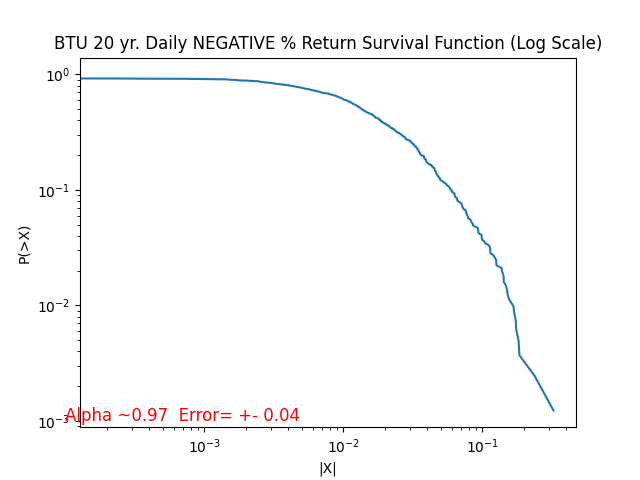 BTU 20 yr. Daily NEGATIVE % Return Survival Function (Log Scale)
10⁰
10⁻¹
P(>X)
10⁻²
10⁻³
Alpha ~0.97 Error= +- 0.04
10⁻³ 10⁻² 10⁻¹
|X|